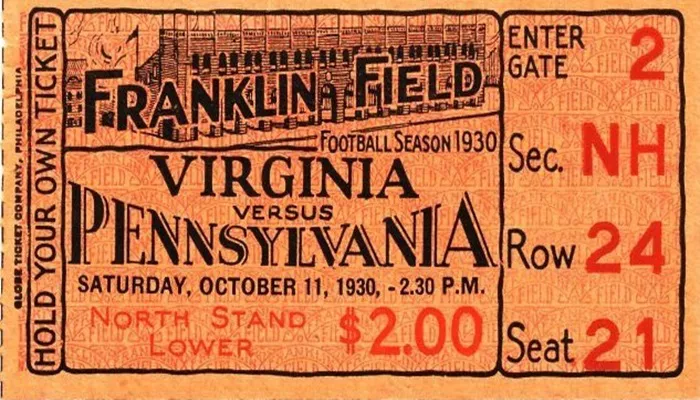 GLOBE TICKET COMPANY, PHILADELPHIA
HOLD YOUR OWN TICKET
FRANKLIN FIELD
FOOTBALL SEASON 1930
VIRGINIA
VERSUS
PENNSYLVANIA
SATURDAY, OCTOBER 11, 1930, - 2.30 P.M.
NORTH STAND
LOWER
$2.00
ENTER
GATE 2
Sec. NH
Row 24
Seat 21